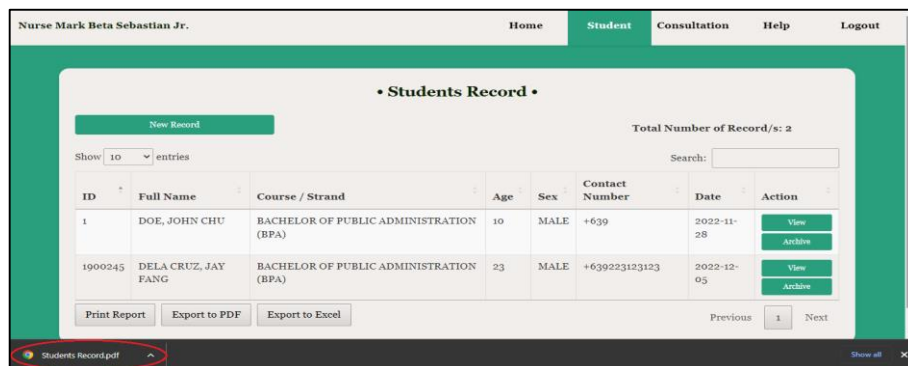 Nurse Mark Beta Sebastian Jr. Home Student Consultation Help Logout
• Students Record •
New Record
Total Number of Record/s: 2
Show 10 entries Search:
ID Full Name Course / Strand Age Sex Contact Number Date Action
1 DOE, JOHN CHU BACHELOR OF PUBLIC ADMINISTRATION (BPA) 10 MALE +639 2022-11-28 View Archive
1900245 DELA CRUZ, JAY FANG BACHELOR OF PUBLIC ADMINISTRATION (BPA) 23 MALE +639223123123 2022-12-05 View Archive
Print Report Export to PDF Export to Excel Previous 1 Next
Students Record.pdf Show all